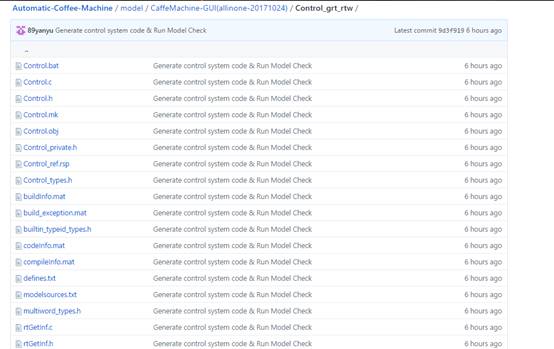 Automatic-Coffee-Machine / model / CaffeMachine-GUI(allinone-20171024) / Control_grt_rtw /
89yanyu Generate control system code & Run Model Check Latest commit 9d3f919 6 hours ago
..
Control.bat Generate control system code & Run Model Check 6 hours ago
Control.c Generate control system code & Run Model Check 6 hours ago
Control.h Generate control system code & Run Model Check 6 hours ago
Control.mk Generate control system code & Run Model Check 6 hours ago
Control.obj Generate control system code & Run Model Check 6 hours ago
Control_private.h Generate control system code & Run Model Check 6 hours ago
Control_ref.rsp Generate control system code & Run Model Check 6 hours ago
Control_types.h Generate control system code & Run Model Check 6 hours ago
buildInfo.mat Generate control system code & Run Model Check 6 hours ago
build_exception.mat Generate control system code & Run Model Check 6 hours ago
builtin_typeid_types.h Generate control system code & Run Model Check 6 hours ago
codeInfo.mat Generate control system code & Run Model Check 6 hours ago
compileInfo.mat Generate control system code & Run Model Check 6 hours ago
defines.txt Generate control system code & Run Model Check 6 hours ago
modelsources.txt Generate control system code & Run Model Check 6 hours ago
multiword_types.h Generate control system code & Run Model Check 6 hours ago
rtGetInf.c Generate control system code & Run Model Check 6 hours ago
rtGetInf.h Generate control system code & Run Model Check 6 hours ago